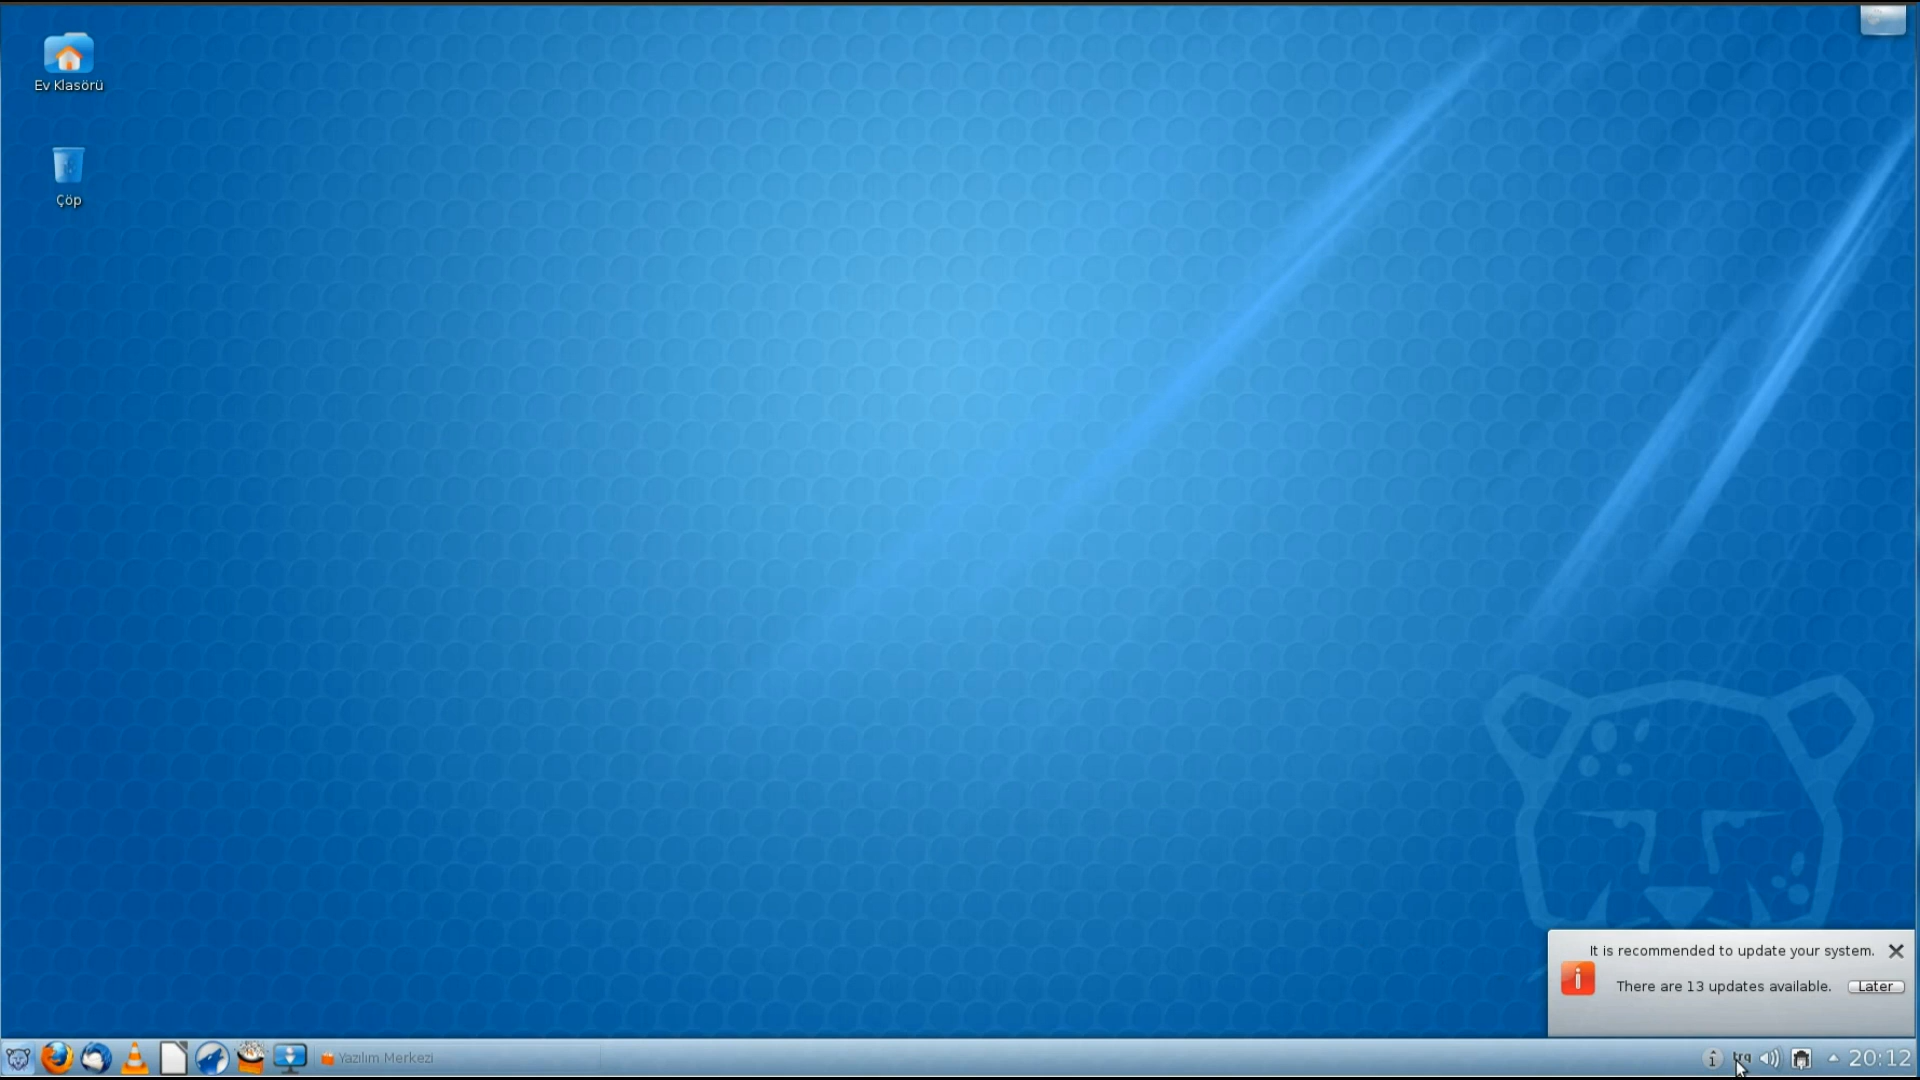 Ev Klasörü
Çöp
It is recommended to update your system.
There are 13 updates available.
Later
Yazılım Merkezi
trq
20:12